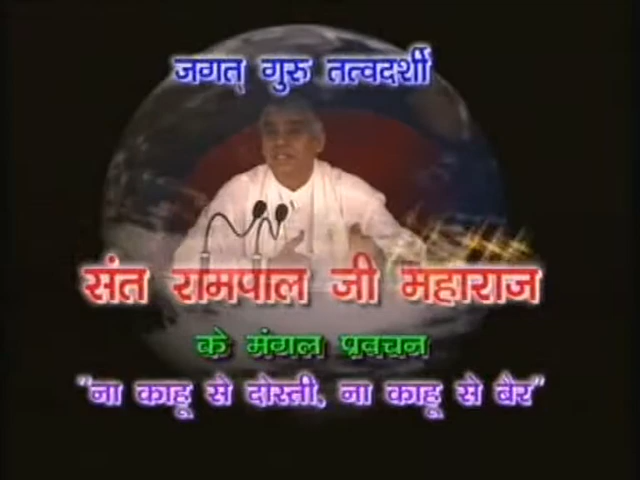 जगत् गुरु तत्वदर्शी
संत रामपाल जी महाराज
के मंगल प्रवचन
"ना काहू से दोस्ती, ना काहू से बैर"